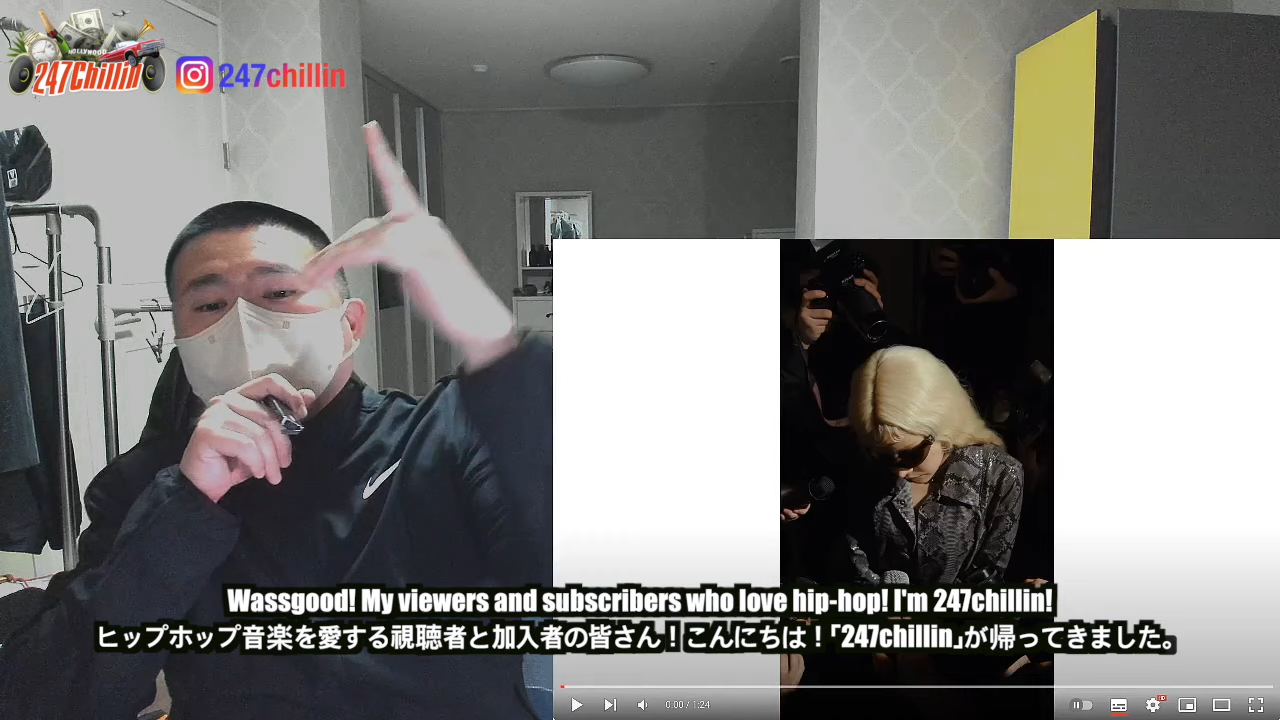 HOLLYWOOD
247Chillin
247chillin
Wassgood! My viewers and subscribers who love hip-hop! I'm 247chillin!
ヒップホップ音楽を愛する視聴者と加入者の皆さん！こんにちは！「247chillin」が帰ってきました。
0:00 / 1:24
HD